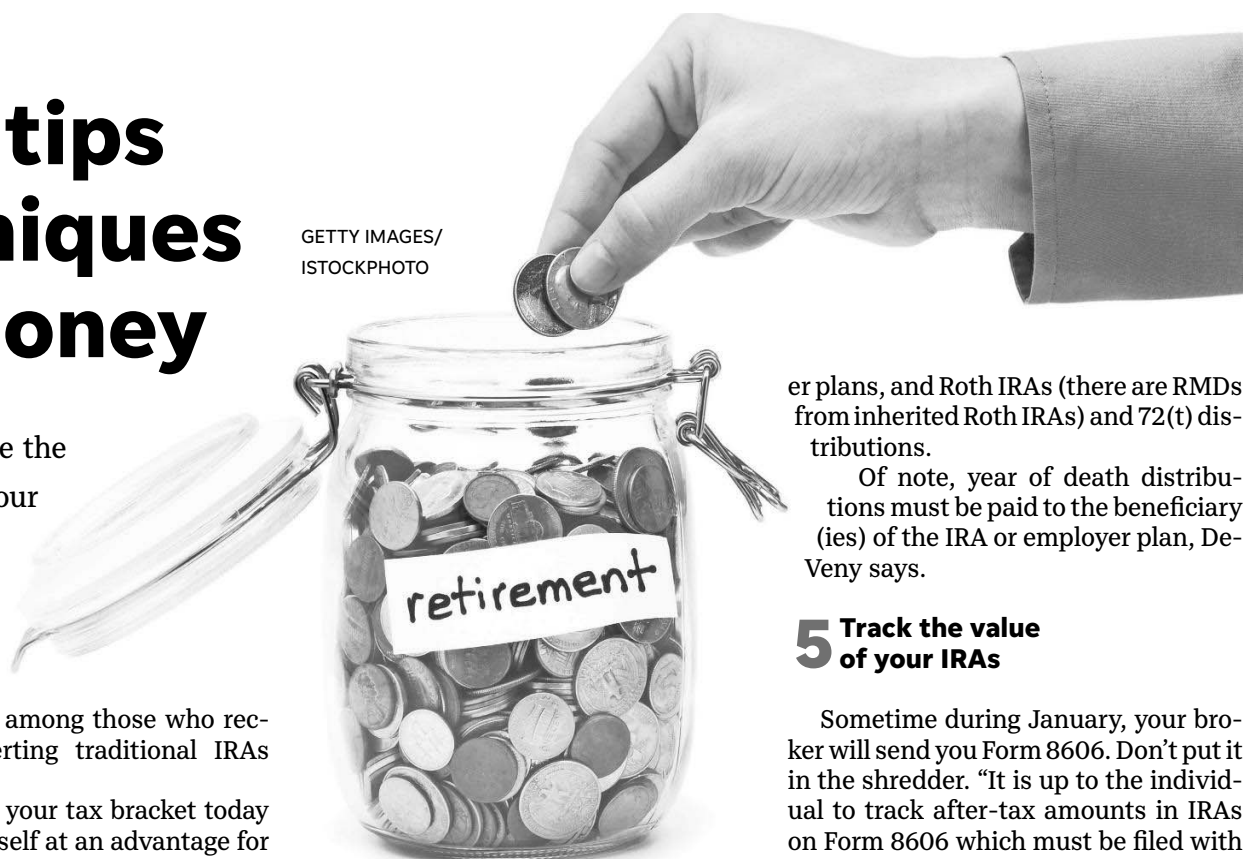 tips
niques
oney
e the
our
among those who rec-
erting traditional IRAs
your tax bracket today
self at an advantage for
GETTY IMAGES/
ISTOCKPHOTO
retirement
er plans, and Roth IRAs (there are RMDs
from inherited Roth IRAs) and 72(t) dis-
tributions.
Of note, year of death distribu-
tions must be paid to the beneficiary
(ies) of the IRA or employer plan, De-
Veny says.
5 Track the value
of your IRAs
Sometime during January, your bro-
ker will send you Form 8606. Don’t put it
in the shredder. “It is up to the individ-
ual to track after-tax amounts in IRAs
on Form 8606 which must be filed with